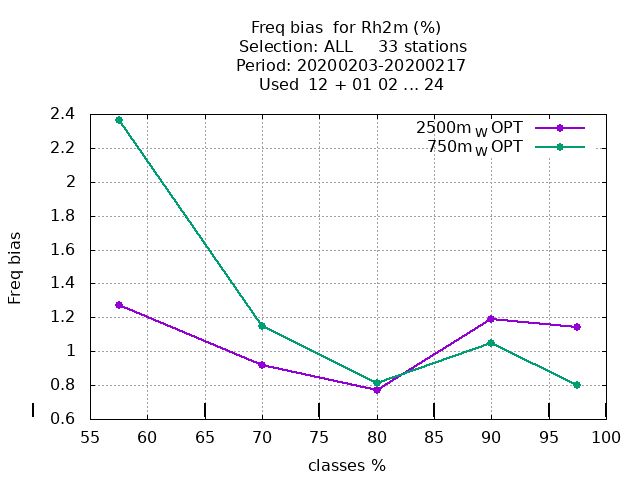 Freq bias  for Rh2m (%)
Selection: ALL     33 stations
Period: 20200203-20200217
Used  12 + 01 02 ... 24
2500m W OPT
750m W OPT
Freq bias
2.4
2.2
2
1.8
1.6
1.4
1.2
1
0.8
0.6
55 60 65 70 75 80 85 90 95 100
classes %